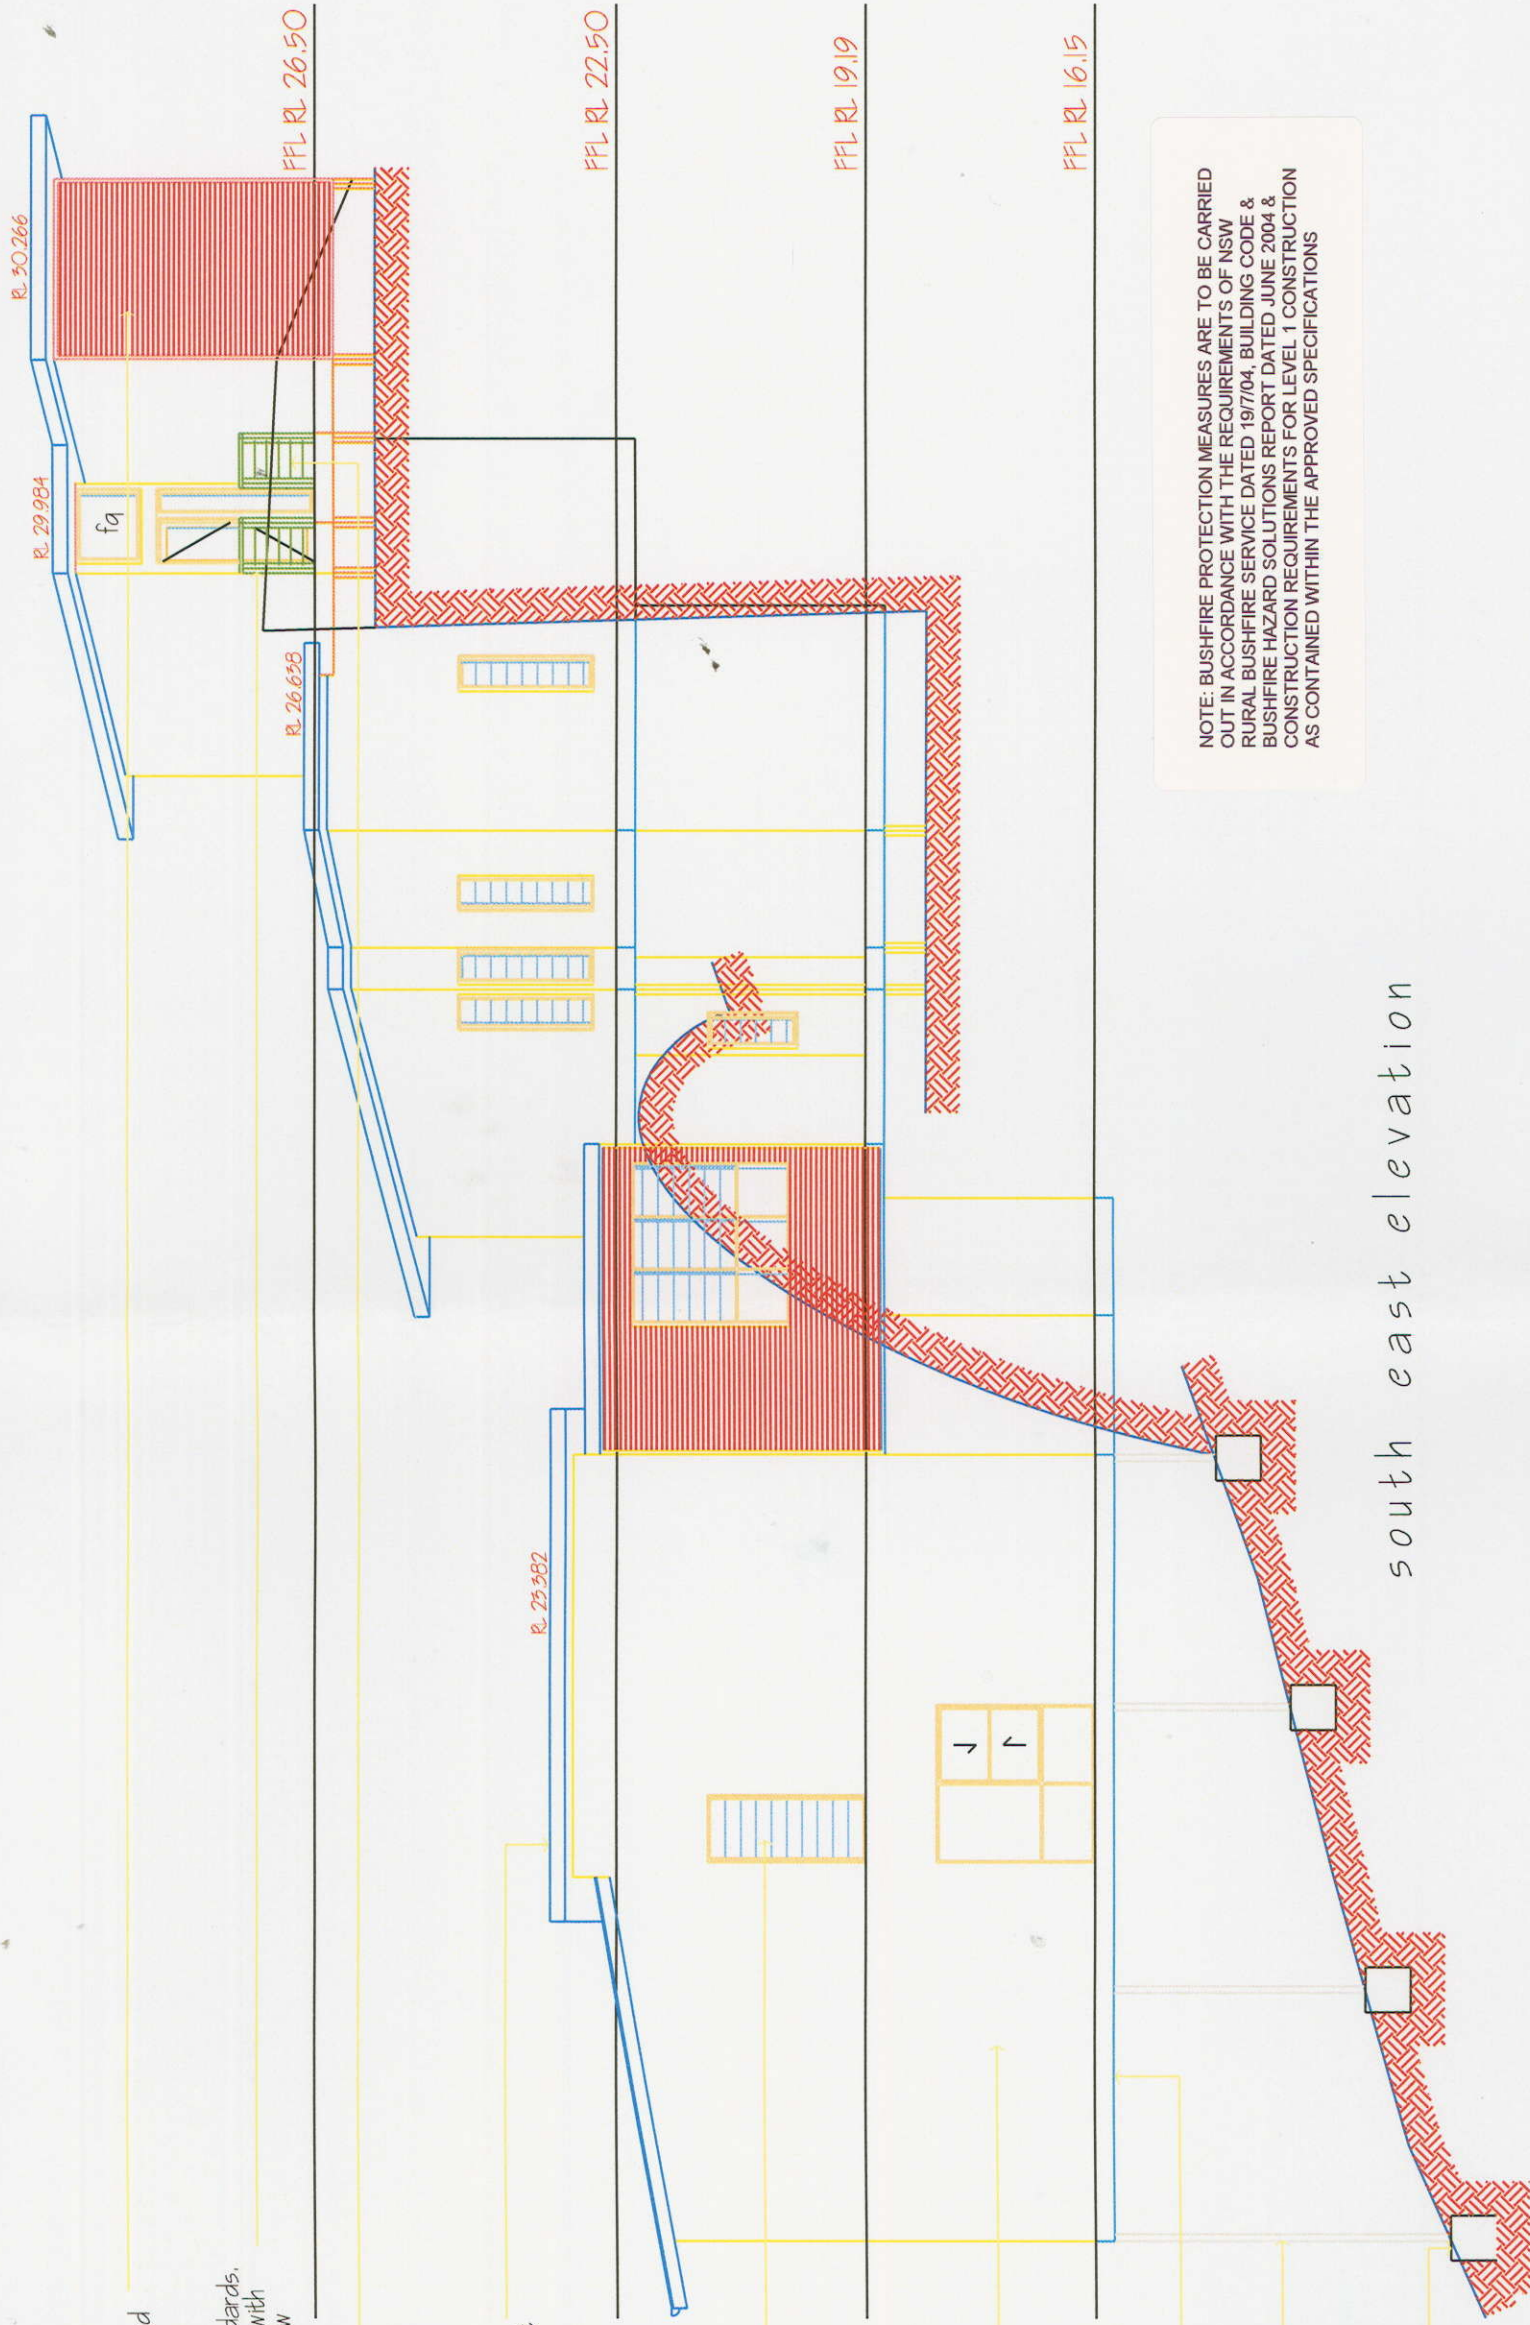 RL 30.266
RL 29.984
fg
FFL RL 26.50
RL 26.638
FFL RL 22.50
RL 23.382
FFL RL 19.19
FFL RL 16.15
d
dards.
with
w
NOTE: BUSHFIRE PROTECTION MEASURES ARE TO BE CARRIED
OUT IN ACCORDANCE WITH THE REQUIREMENTS OF NSW
RURAL BUSHFIRE SERVICE DATED 19/7/04, BUILDING CODE &
BUSHFIRE HAZARD SOLUTIONS REPORT DATED JUNE 2004 &
CONSTRUCTION REQUIREMENTS FOR LEVEL 1 CONSTRUCTION
AS CONTAINED WITHIN THE APPROVED SPECIFICATIONS
south east elevation